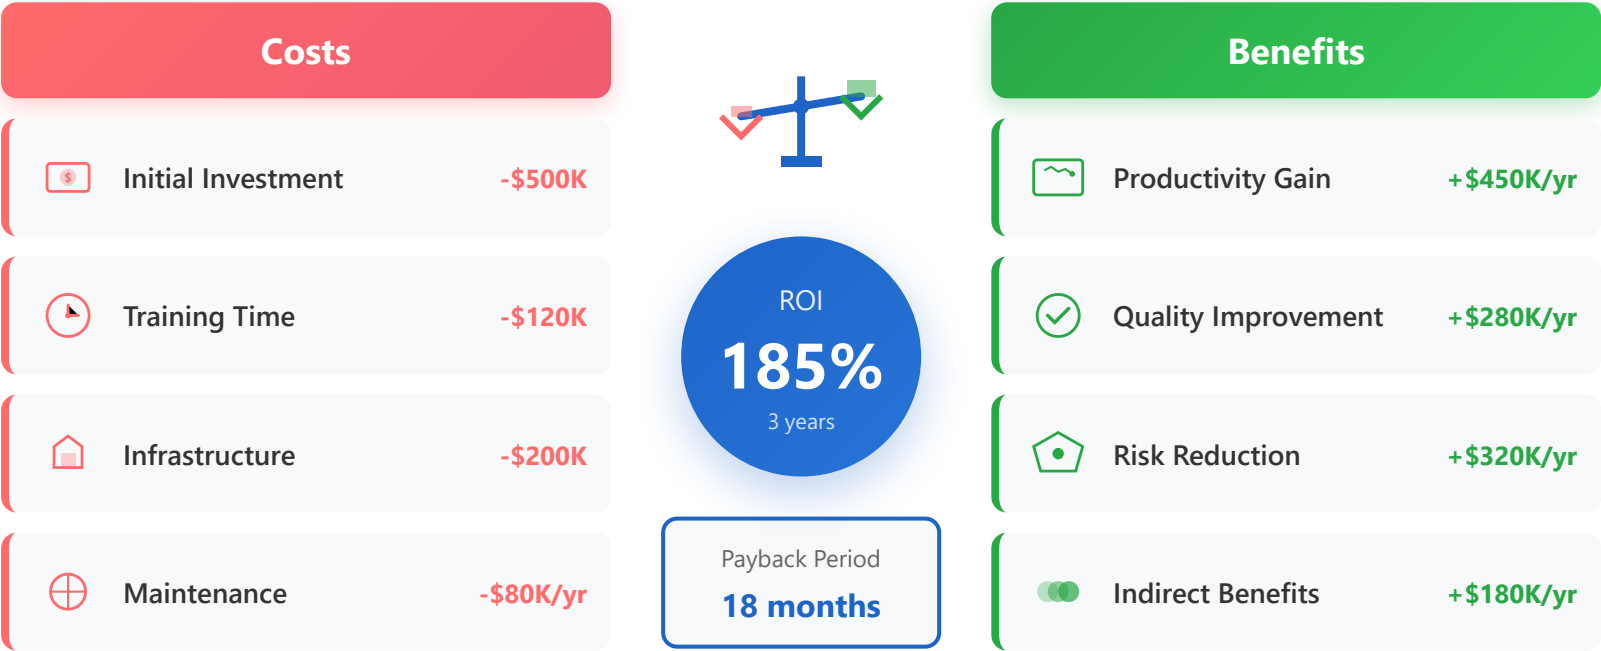 Costs
Initial Investment -$500K
Training Time -$120K
Infrastructure -$200K
Maintenance -$80K/yr
ROI
185%
3 years
Payback Period
18 months
Benefits
Productivity Gain +$450K/yr
Quality Improvement +$280K/yr
Risk Reduction +$320K/yr
Indirect Benefits +$180K/yr